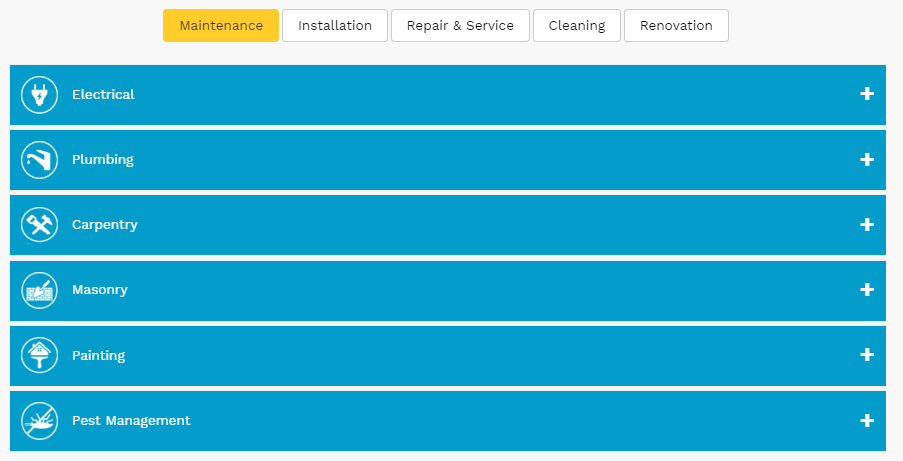 Maintenance Installation Repair & Service Cleaning Renovation
Electrical
Plumbing
Carpentry
Masonry
Painting
Pest Management